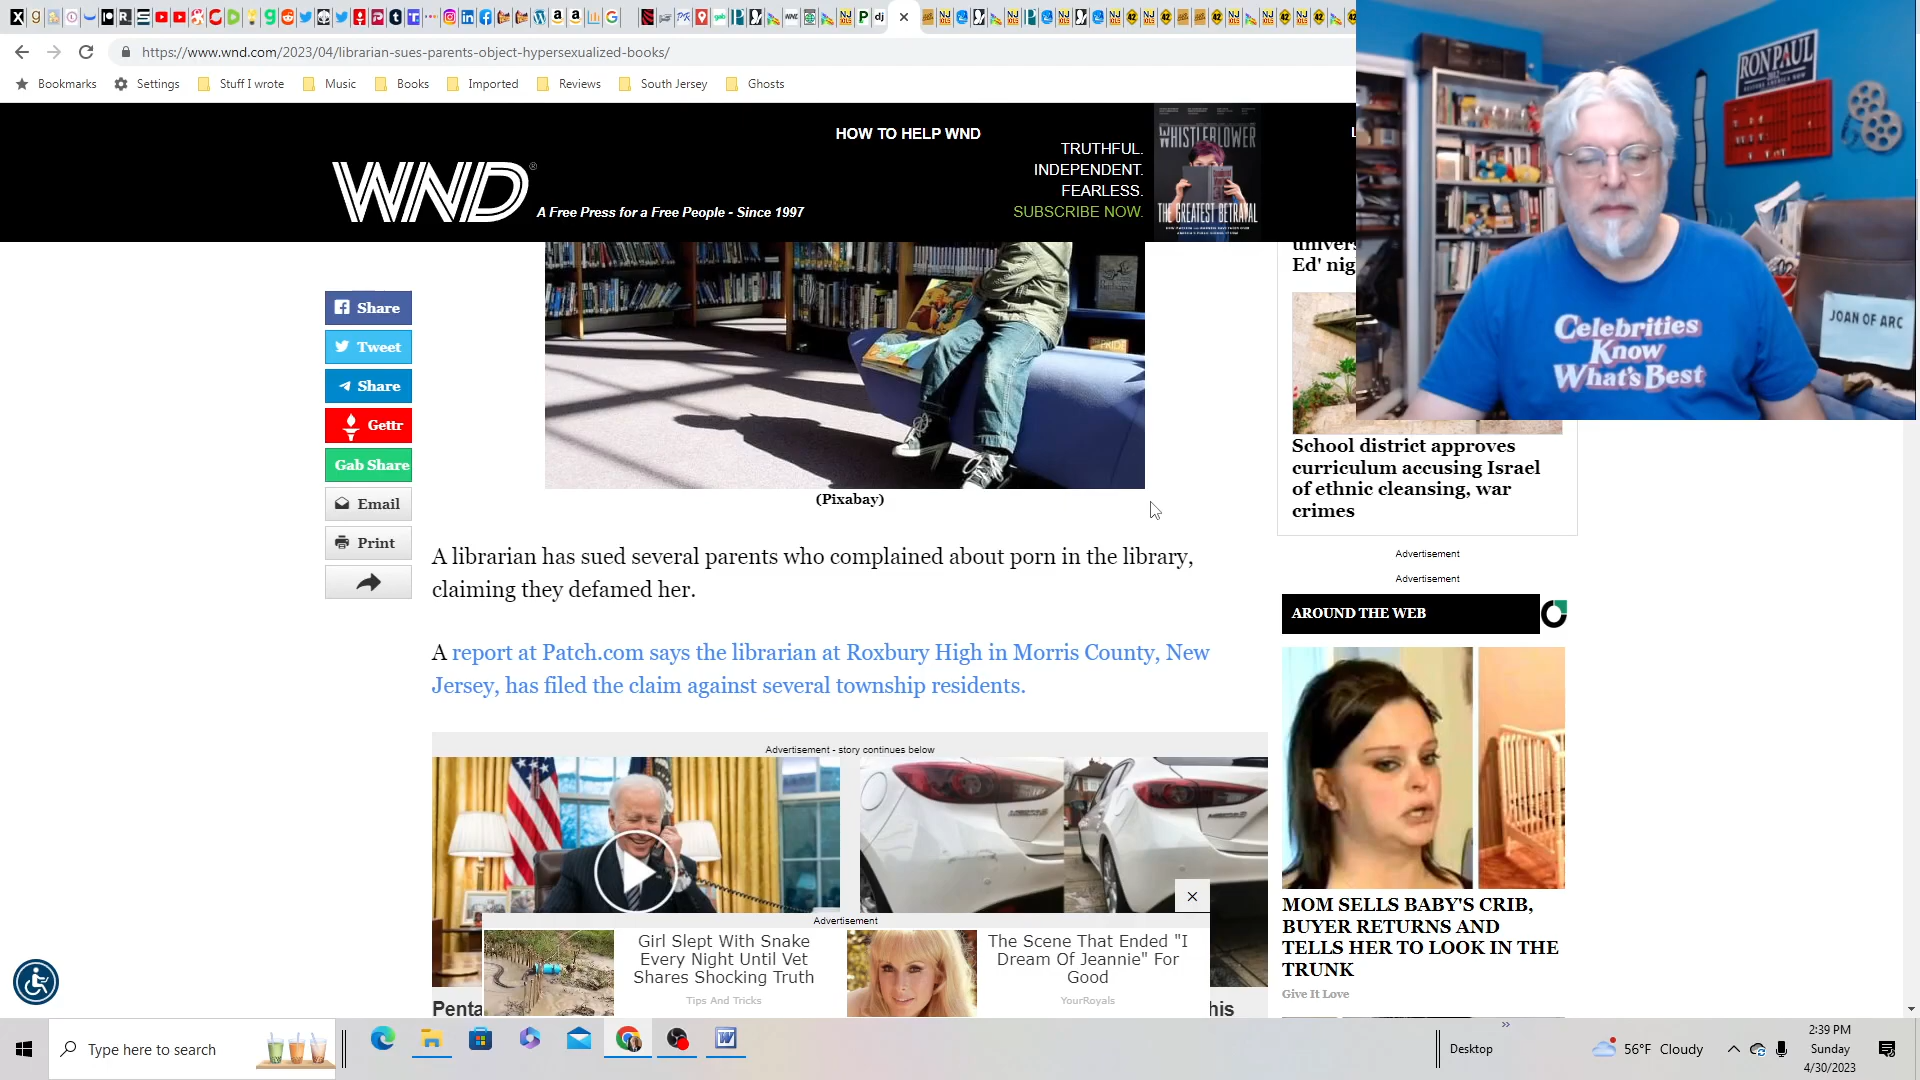 https://www.wnd.com/2023/04/librarian-sues-parents-object-hypersexualized-books/
Bookmarks
Settings
Stuff I wrote
Music
Books
Imported
Reviews
South Jersey
Ghosts
WND®
A Free Press for a Free People - Since 1997
HOW TO HELP WND
TRUTHFUL.
INDEPENDENT.
FEARLESS.
SUBSCRIBE NOW.
WHISTLEBLOWER
THE GREATEST BETRAYAL
RON PAUL
JOAN OF ARC
Celebrities
Know
What's Best
Share
Tweet
Share
Gettr
Gab Share
Email
Print
(Pixabay)
A librarian has sued several parents who complained about porn in the library,
claiming they defamed her.
A report at Patch.com says the librarian at Roxbury High in Morris County, New
Jersey, has filed the claim against several township residents.
Advertisement - story continues below
Advertisement
Girl Slept With Snake
Every Night Until Vet
Shares Shocking Truth
Tips And Tricks
The Scene That Ended "I
Dream Of Jeannie" For
Good
YourRoyals
Penta
his
univers
Ed' nig
School district approves
curriculum accusing Israel
of ethnic cleansing, war
crimes
Advertisement
Advertisement
AROUND THE WEB
MOM SELLS BABY'S CRIB,
BUYER RETURNS AND
TELLS HER TO LOOK IN THE
TRUNK
Give It Love
Type here to search
Desktop
56°F Cloudy
2:39 PM
Sunday
4/30/2023